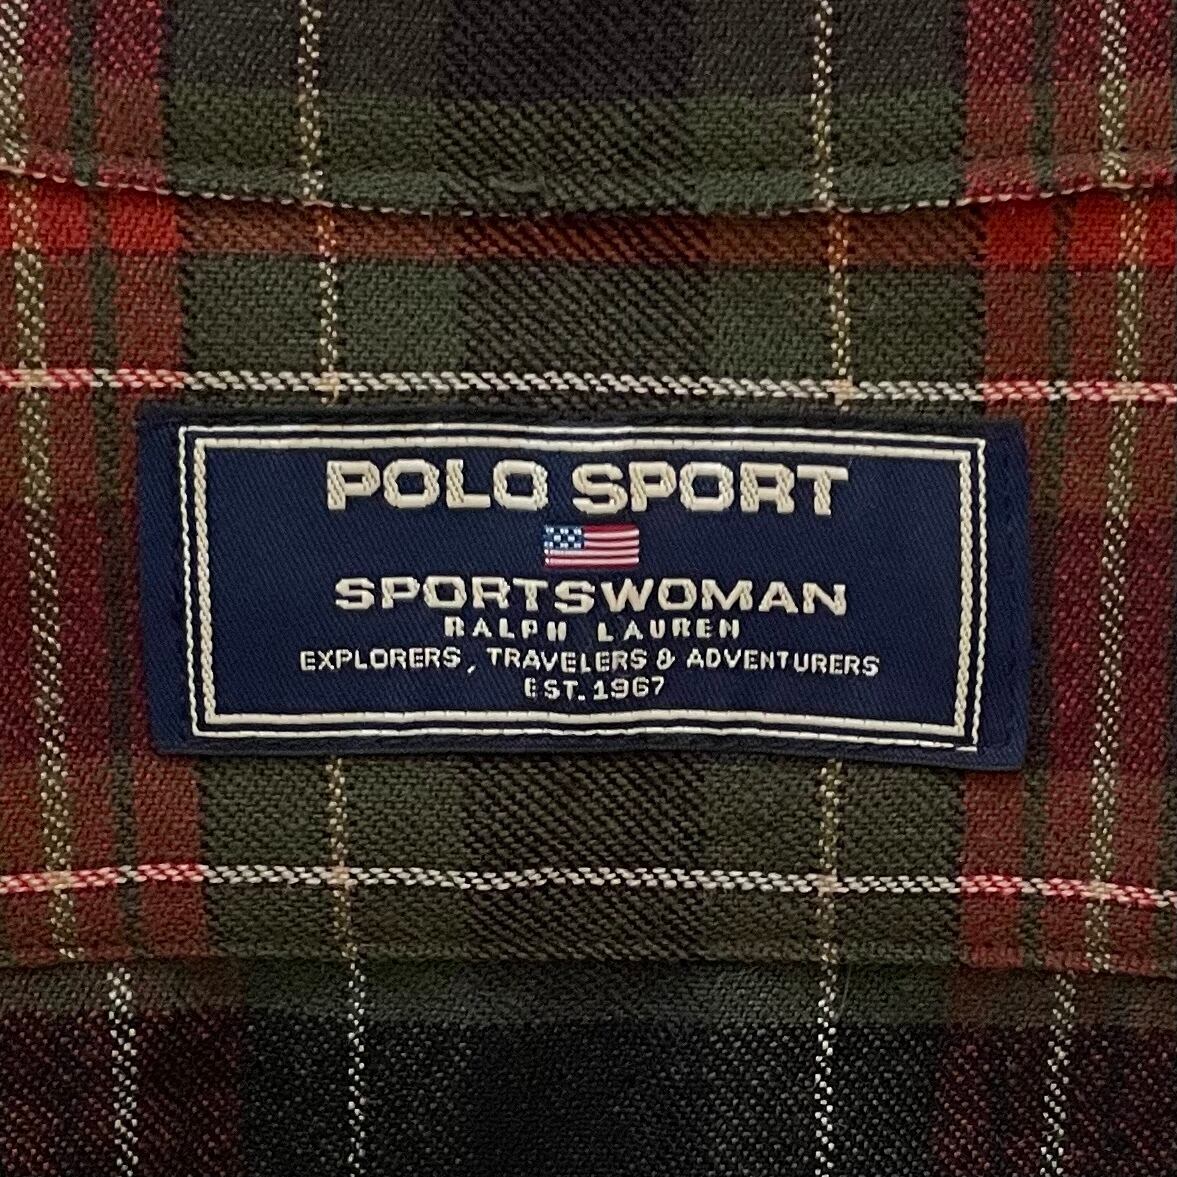 POLO SPORT
SPORTSWOMAN
RALPH LAUREN
EXPLORERS, TRAVELERS & ADVENTURERS
EST. 1967